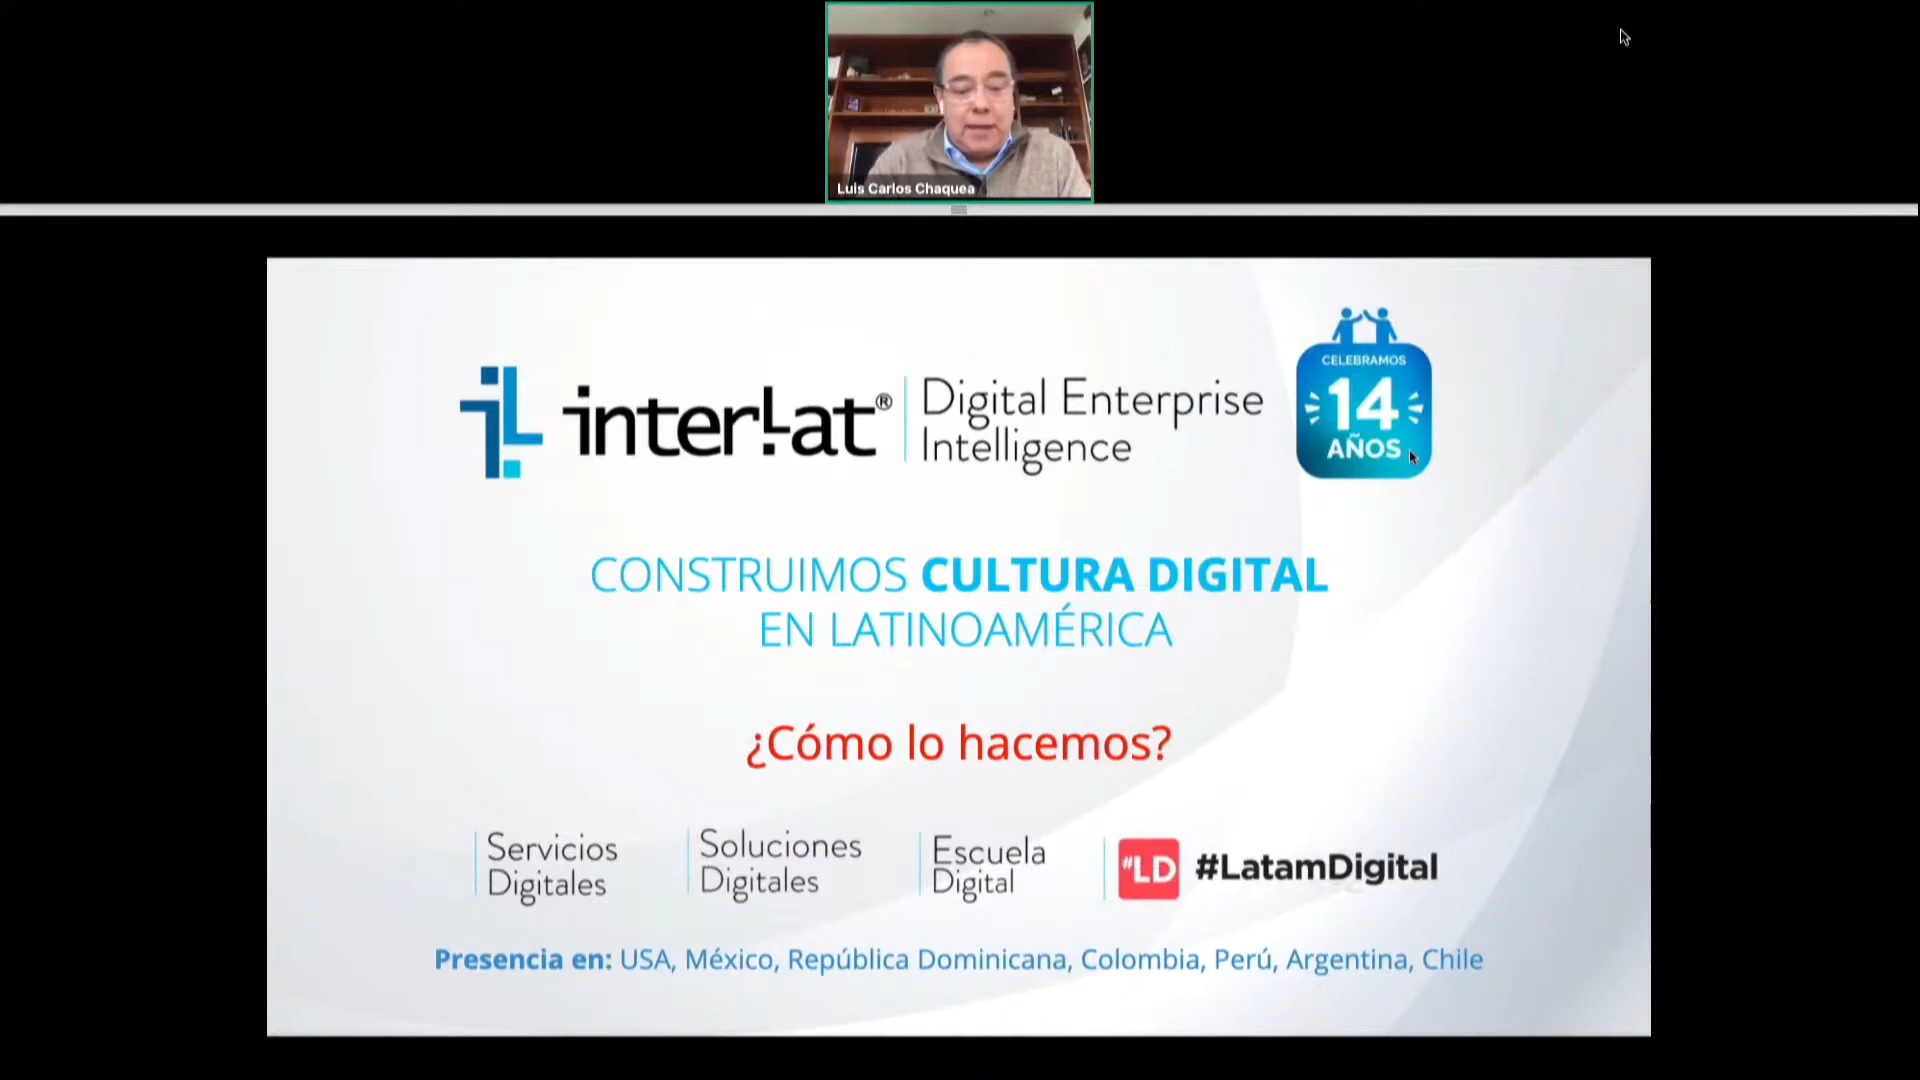 Luis Carlos Chaquea
interlat®
Digital Enterprise
Intelligence
CELEBRAMOS
14
AÑOS
CONSTRUIMOS CULTURA DIGITAL
EN LATINOAMÉRICA
¿Cómo lo hacemos?
Servicios
Digitales
Soluciones
Digitales
Escuela
Digital
#LD #LatamDigital
Presencia en: USA, México, República Dominicana, Colombia, Perú, Argentina, Chile